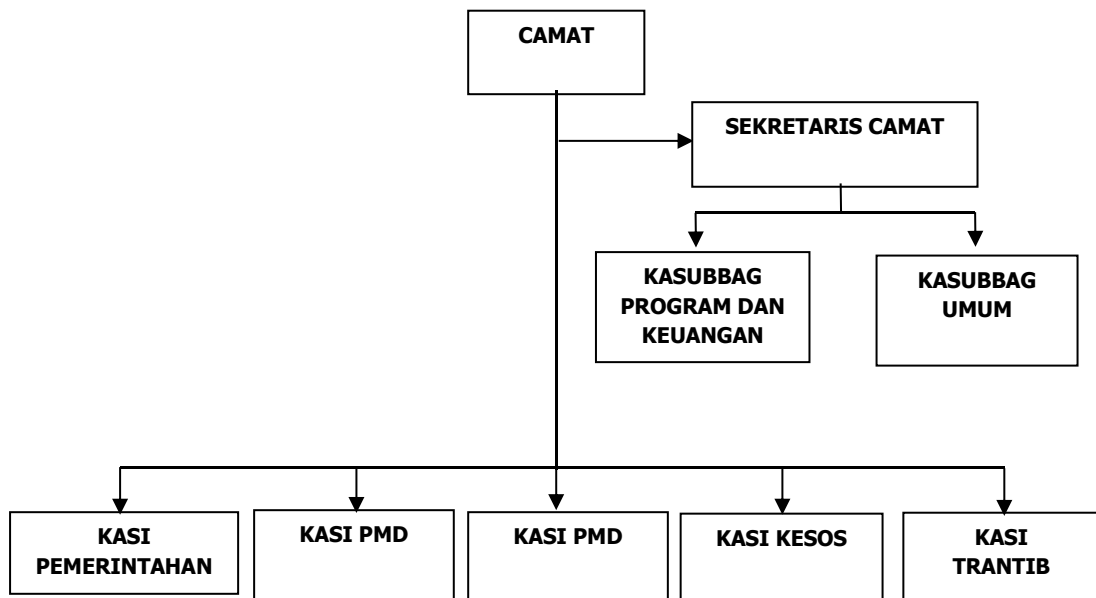 CAMAT
SEKRETARIS CAMAT
KASUBBAG
PROGRAM DAN
KEUANGAN
KASUBBAG
UMUM
KASI
PEMERINTAHAN
KASI PMD
KASI PMD
KASI KESOS
KASI
TRANTIB